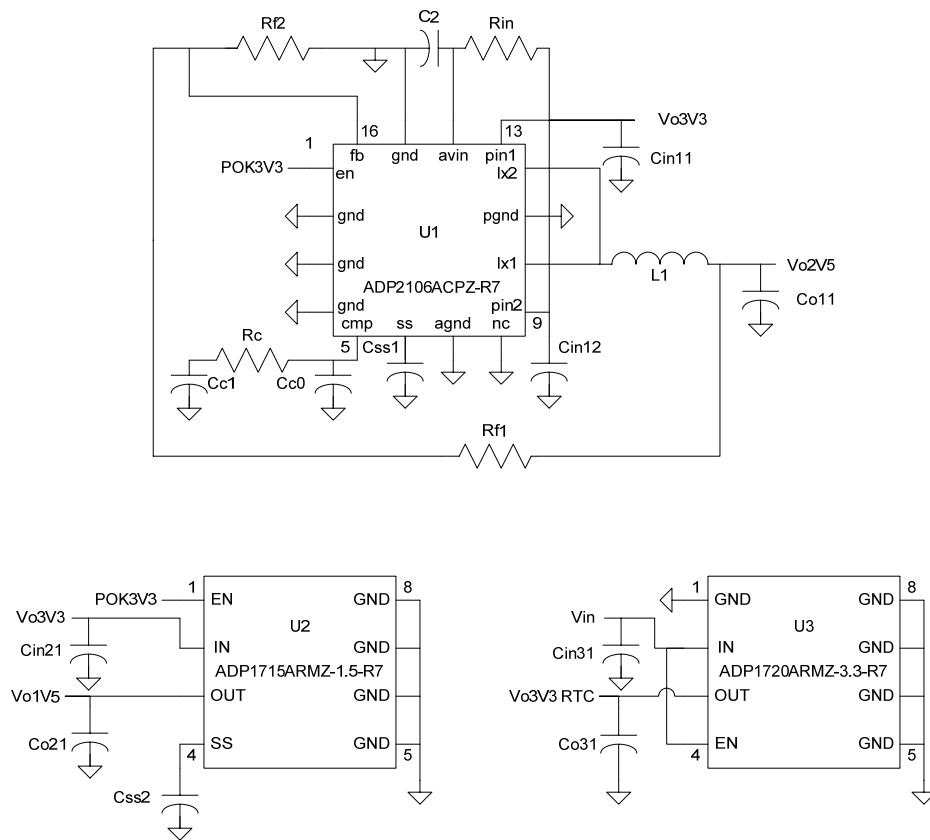 Rf2
C2
Rin
1
16
13
Vo3V3
fb
gnd
avin
pin1
POK3V3
en
lx2
Cin11
gnd
pgnd
U1
gnd
lx1
L1
Vo2V5
ADP2106ACPZ-R7
Co11
gnd
pin2
cmp
ss
agnd
nc
9
Rc
5
Css1
Cin12
Cc1
Cc0
Rf1
1
8
POK3V3
EN
GND
Vo3V3
U2
IN
GND
Cin21
ADP1715ARMZ-1.5-R7
Vo1V5
OUT
GND
Co21
SS
GND
4
5
Css2
1
8
GND
GND
Vin
U3
IN
GND
Cin31
ADP1720ARMZ-3.3-R7
Vo3V3 RTC
OUT
GND
Co31
EN
GND
4
5